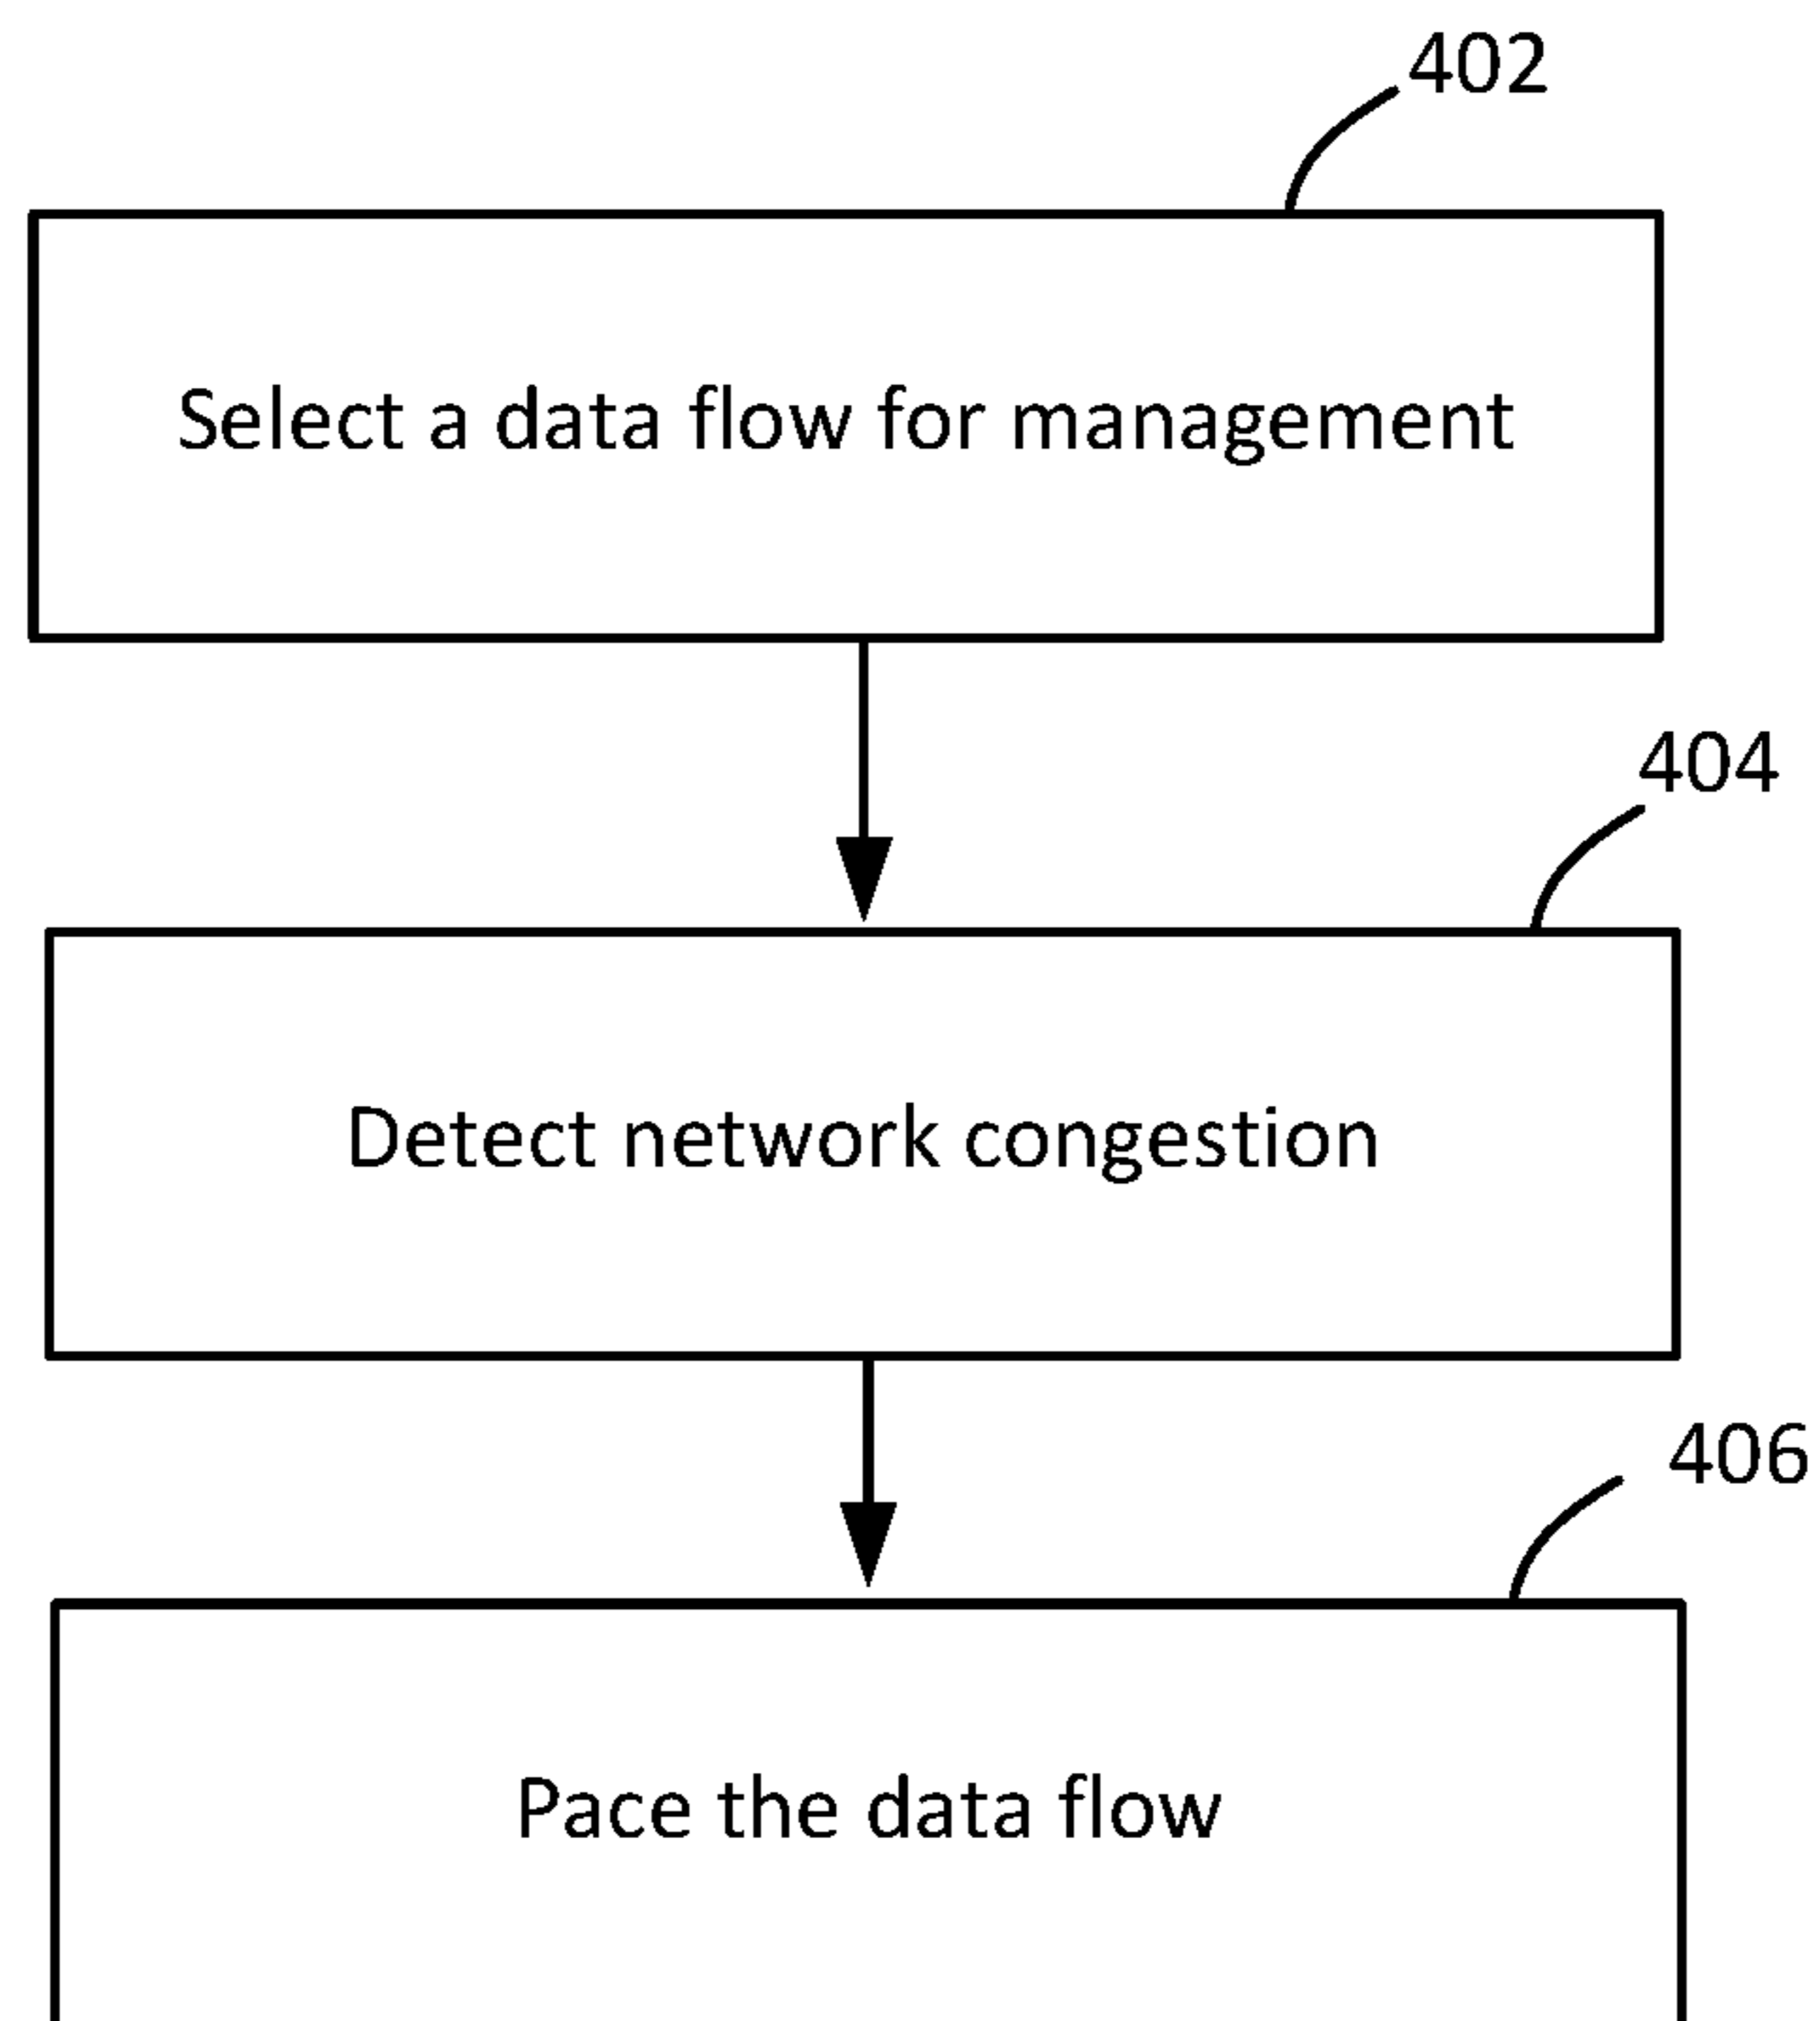 402
Select a data flow for management
404
Detect network congestion
406
Pace the data flow